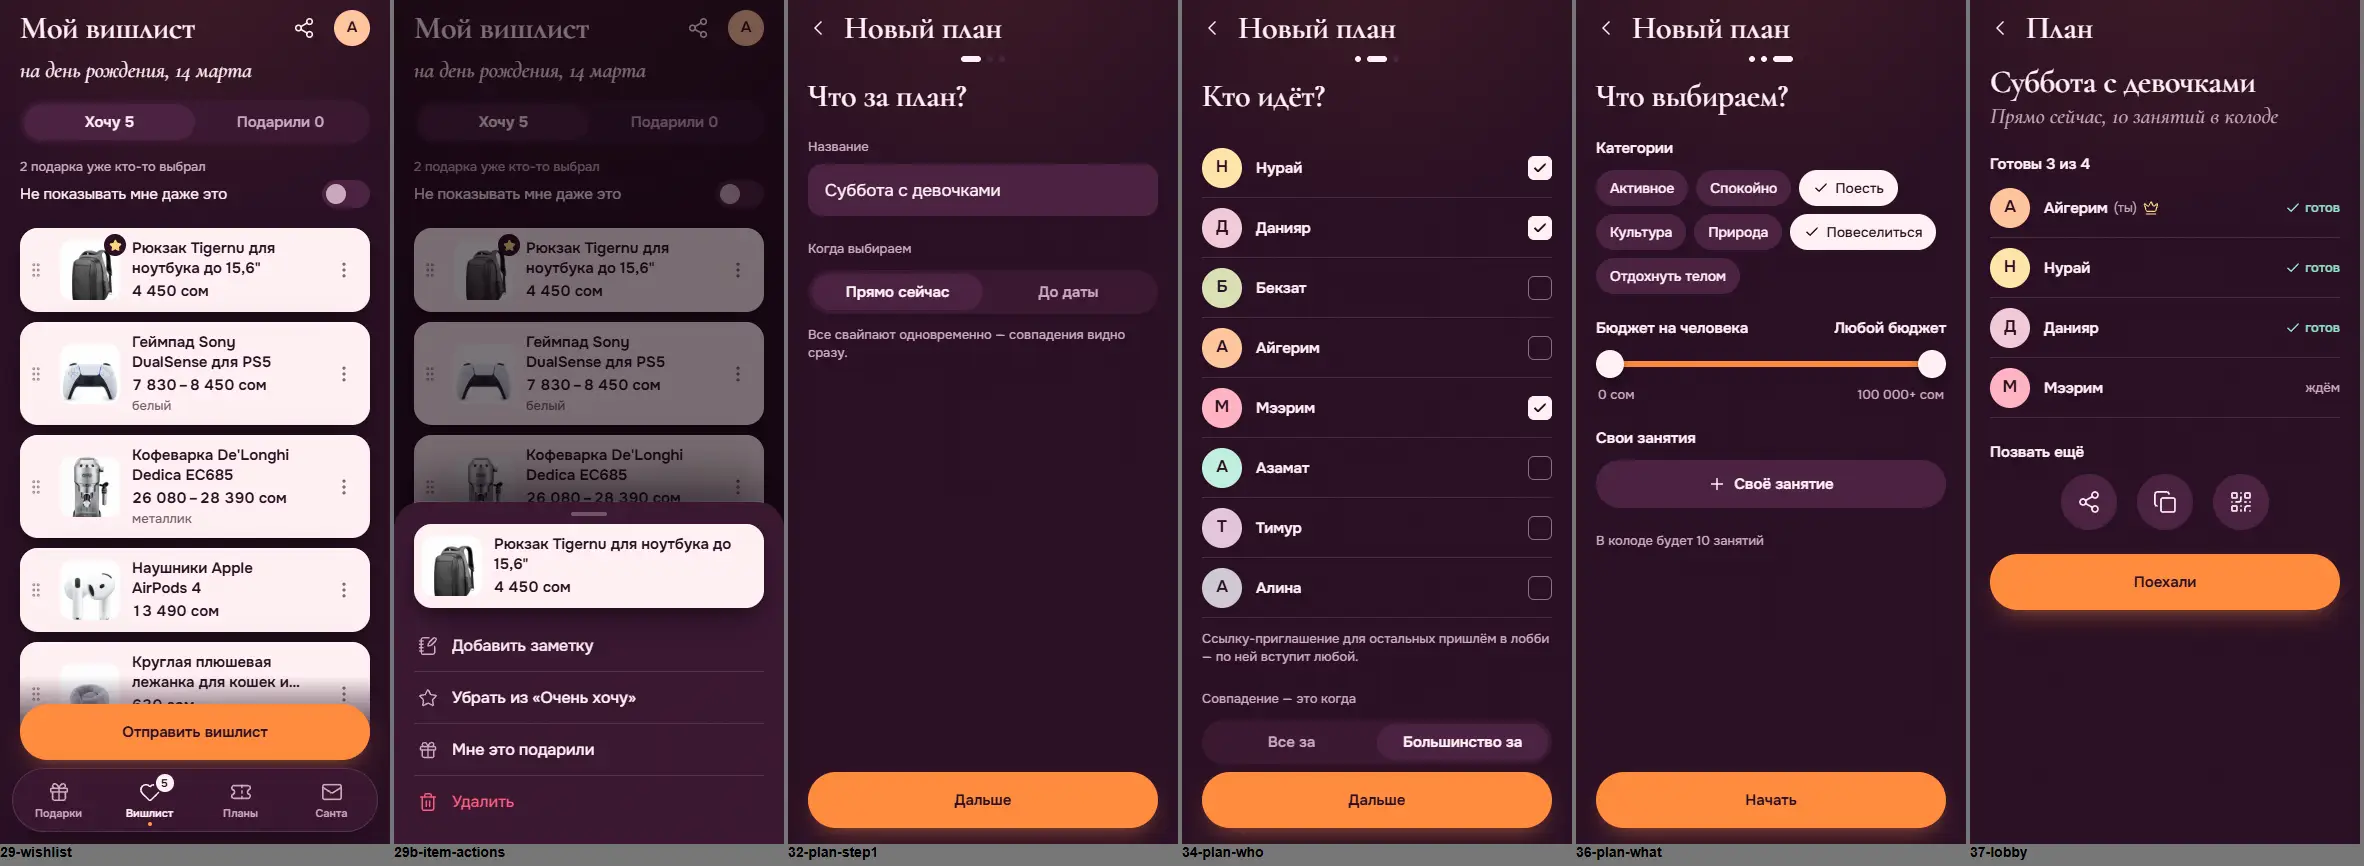 Мой вишлист
А
на день рождения, 14 марта
Хочу 5
Подарили 0
2 подарка уже кто-то выбрал
Не показывать мне даже это
Рюкзак Tigernu для
ноутбука до 15,6"
4 450 сом
Геймпад Sony
DualSense для PS5
7 830 – 8 450 сом
белый
Кофеварка De'Longhi
Dedica EC685
26 080 – 28 390 сом
металлик
Наушники Apple
AirPods 4
13 490 сом
Круглая плюшевая
лежанка для кошек и...
Отправить вишлист
5
Подарки
Вишлист
Планы
Санта
29-wishlist
Мой вишлист
А
на день рождения, 14 марта
Хочу 5
Подарили 0
2 подарка уже кто-то выбрал
Не показывать мне даже это
Рюкзак Tigernu для
ноутбука до 15,6"
4 450 сом
Геймпад Sony
DualSense для PS5
7 830 – 8 450 сом
белый
Кофеварка De'Longhi
Dedica EC685
26 080 – 28 390 сом
Рюкзак Tigernu для ноутбука до
15,6"
4 450 сом
Добавить заметку
Убрать из «Очень хочу»
Мне это подарили
Удалить
29b-item-actions
Новый план
Что за план?
Название
Суббота с девочками
Когда выбираем
Прямо сейчас
До даты
Все свайпают одновременно — совпадения видно
сразу.
Дальше
32-plan-step1
Новый план
Кто идёт?
Н Нурай
Д Данияр
Б Бекзат
А Айгерим
М Мээрим
А Азамат
Т Тимур
А Алина
Ссылку-приглашение для остальных пришлём в лобби
— по ней вступит любой.
Совпадение — это когда
Все за
Большинство за
Дальше
34-plan-who
Новый план
Что выбираем?
Категории
Активное
Спокойно
Поесть
Культура
Природа
Повеселиться
Отдохнуть телом
Бюджет на человека
Любой бюджет
0 сом
100 000+ сом
Свои занятия
+ Своё занятие
В колоде будет 10 занятий
Начать
36-plan-what
План
Суббота с девочками
Прямо сейчас, 10 занятий в колоде
Готовы 3 из 4
А Айгерим (ты) готов
Н Нурай готов
Д Данияр готов
М Мээрим ждём
Позвать ещё
Поехали
37-lobby